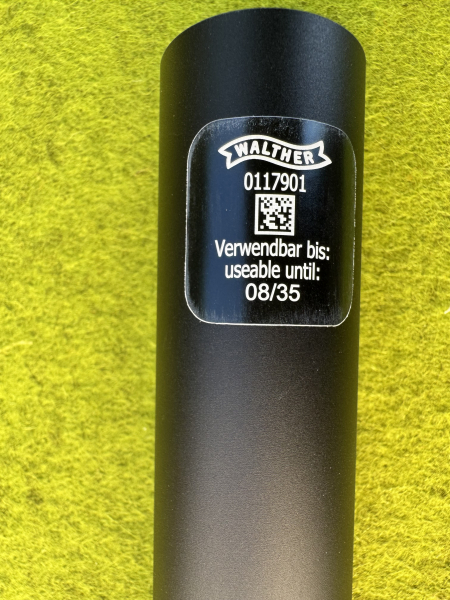 WALTHER
0117901
Verwendbar bis:
useable until:
08/35